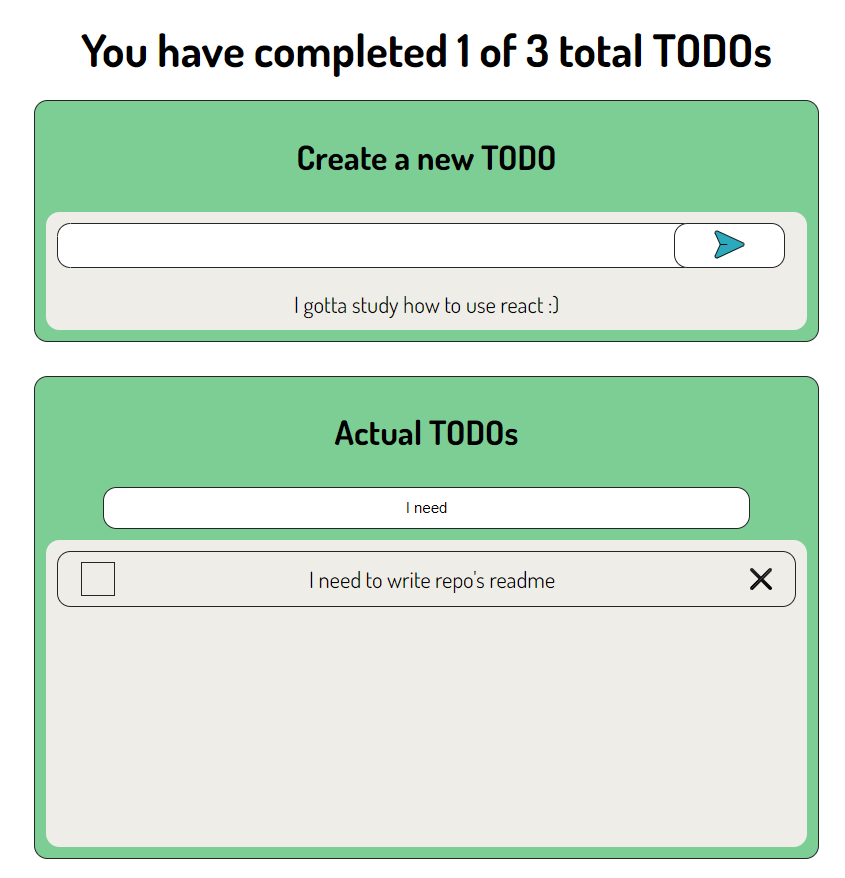 You have completed 1 of 3 total TODOs
Create a new TODO
I gotta study how to use react :)
Actual TODOs
I need
I need to write repo's readme